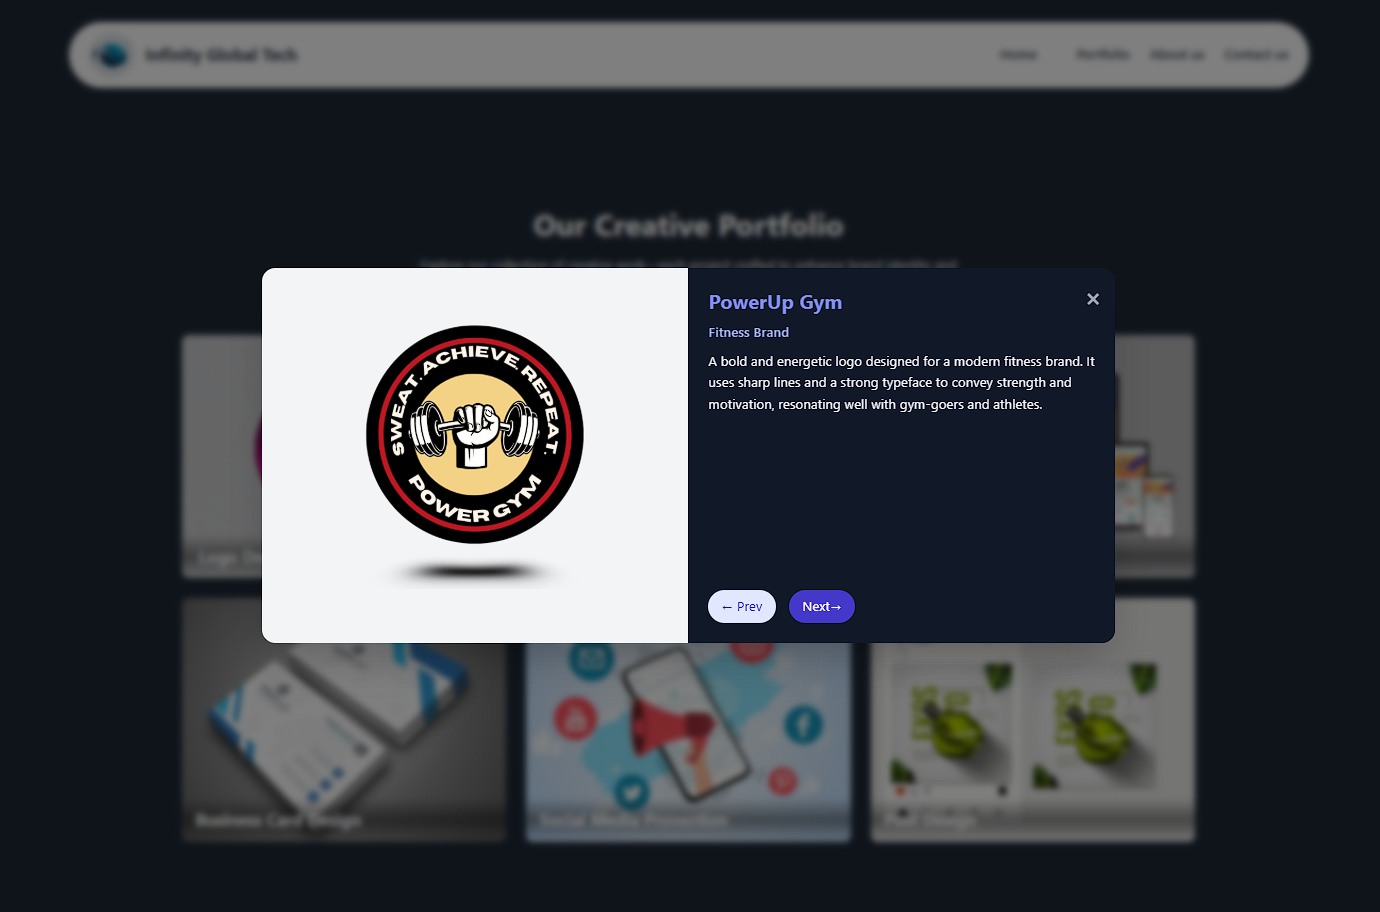 Infinity Global Tech
Home Portfolio About us Contact us
Our Creative Portfolio
SWEAT. ACHIEVE. REPEAT.
POWER GYM
PowerUp Gym
×
Fitness Brand
A bold and energetic logo designed for a modern fitness brand. It
uses sharp lines and a strong typeface to convey strength and
motivation, resonating well with gym-goers and athletes.
← Prev
Next→
Logo
Business Card Design
Social Media Promotion
Post Design